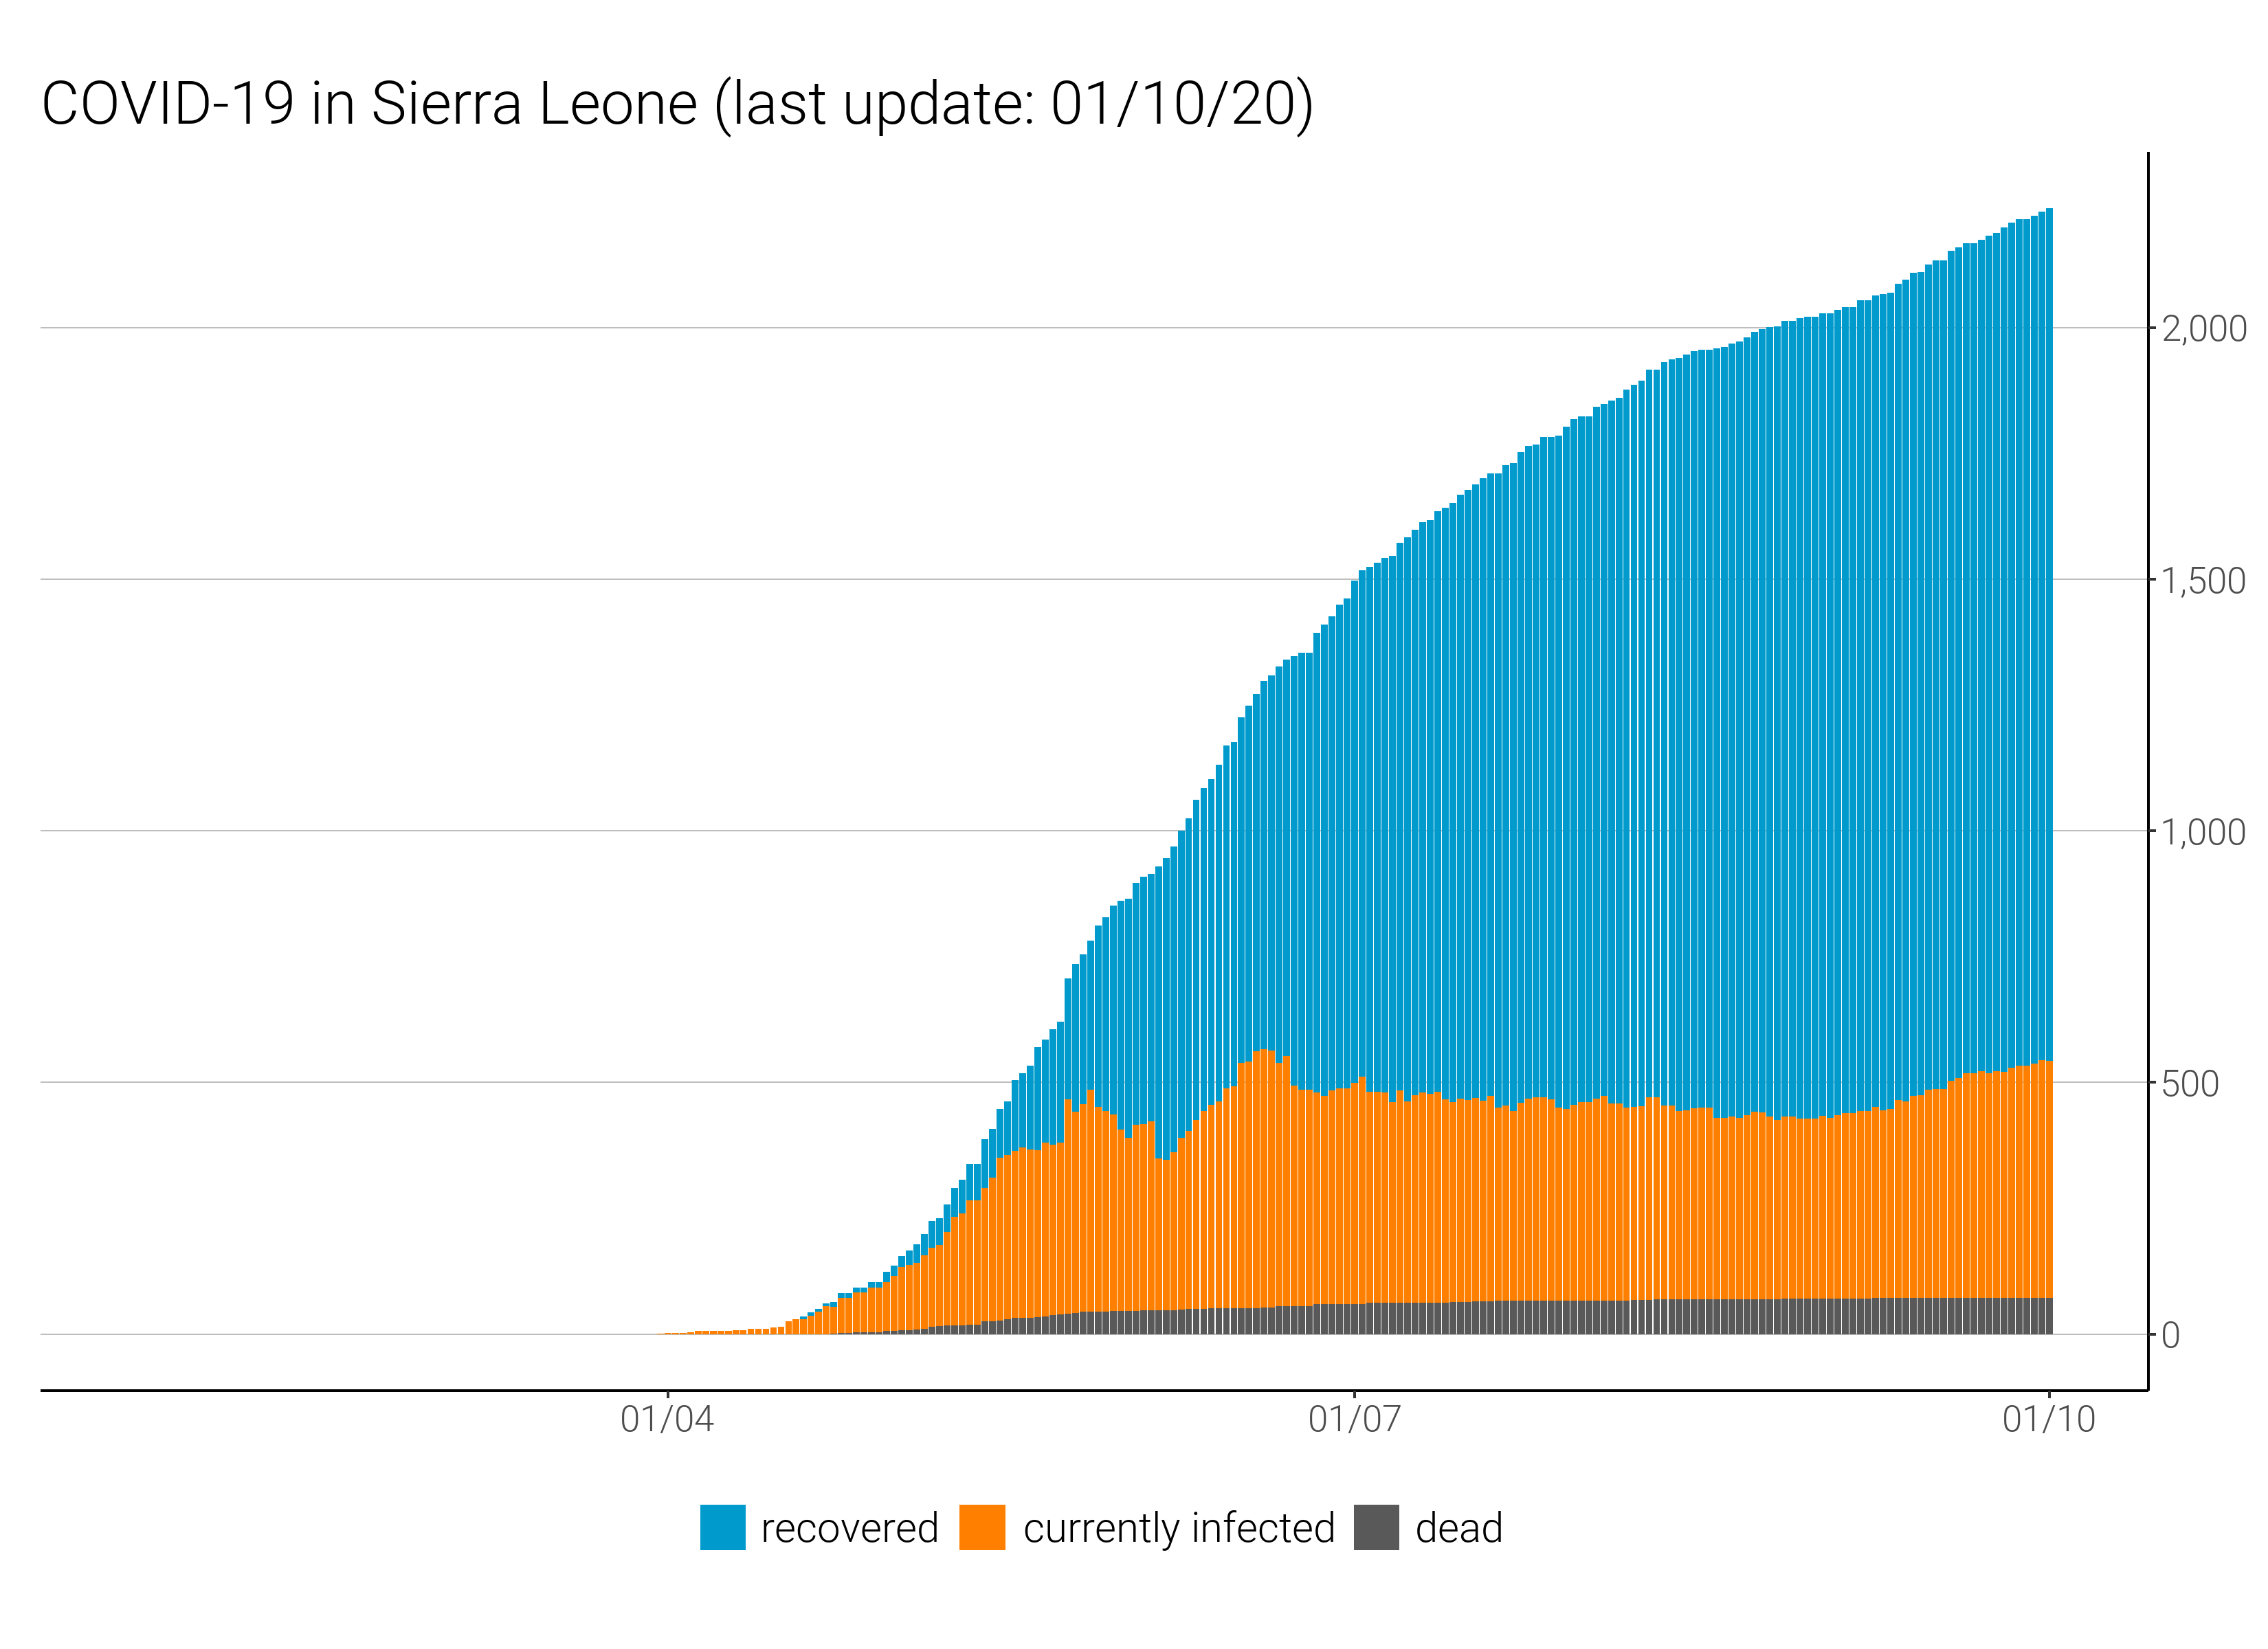 COVID-19 in Sierra Leone (last update: 01/10/20)
2,000
1,500
1,000
500
0
01/04 01/07 01/10
recovered currently infected dead